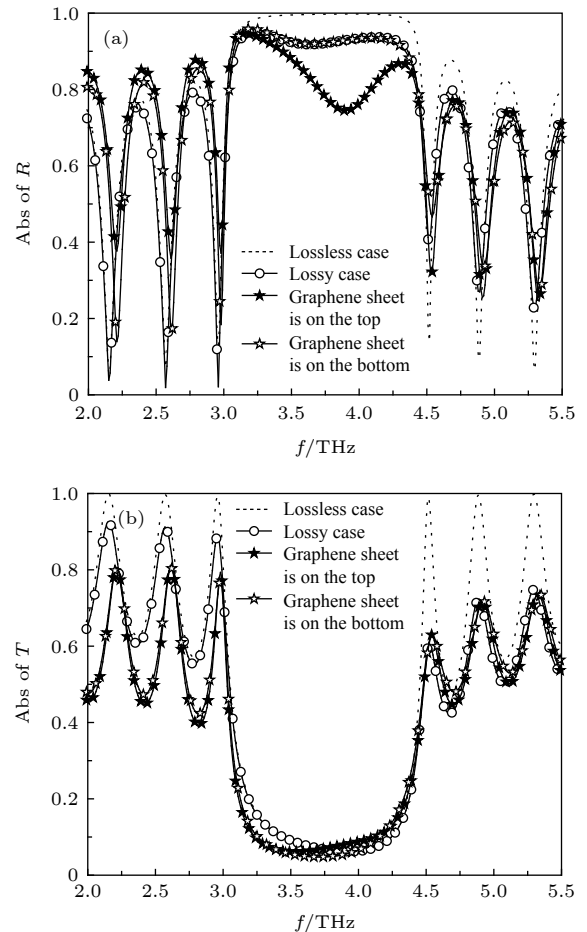 1.0
(a)
0.8
0.6
0.4
0.2
0
Abs of R
Lossless case
Lossy case
Graphene sheet
is on the top
Graphene sheet
is on the bottom
2.0 2.5 3.0 3.5 4.0 4.5 5.0 5.5
f/THz
1.0
(b)
0.8
0.6
0.4
0.2
0
Abs of T
Lossless case
Lossy case
Graphene sheet
is on the top
Graphene sheet
is on the bottom
2.0 2.5 3.0 3.5 4.0 4.5 5.0 5.5
f/THz